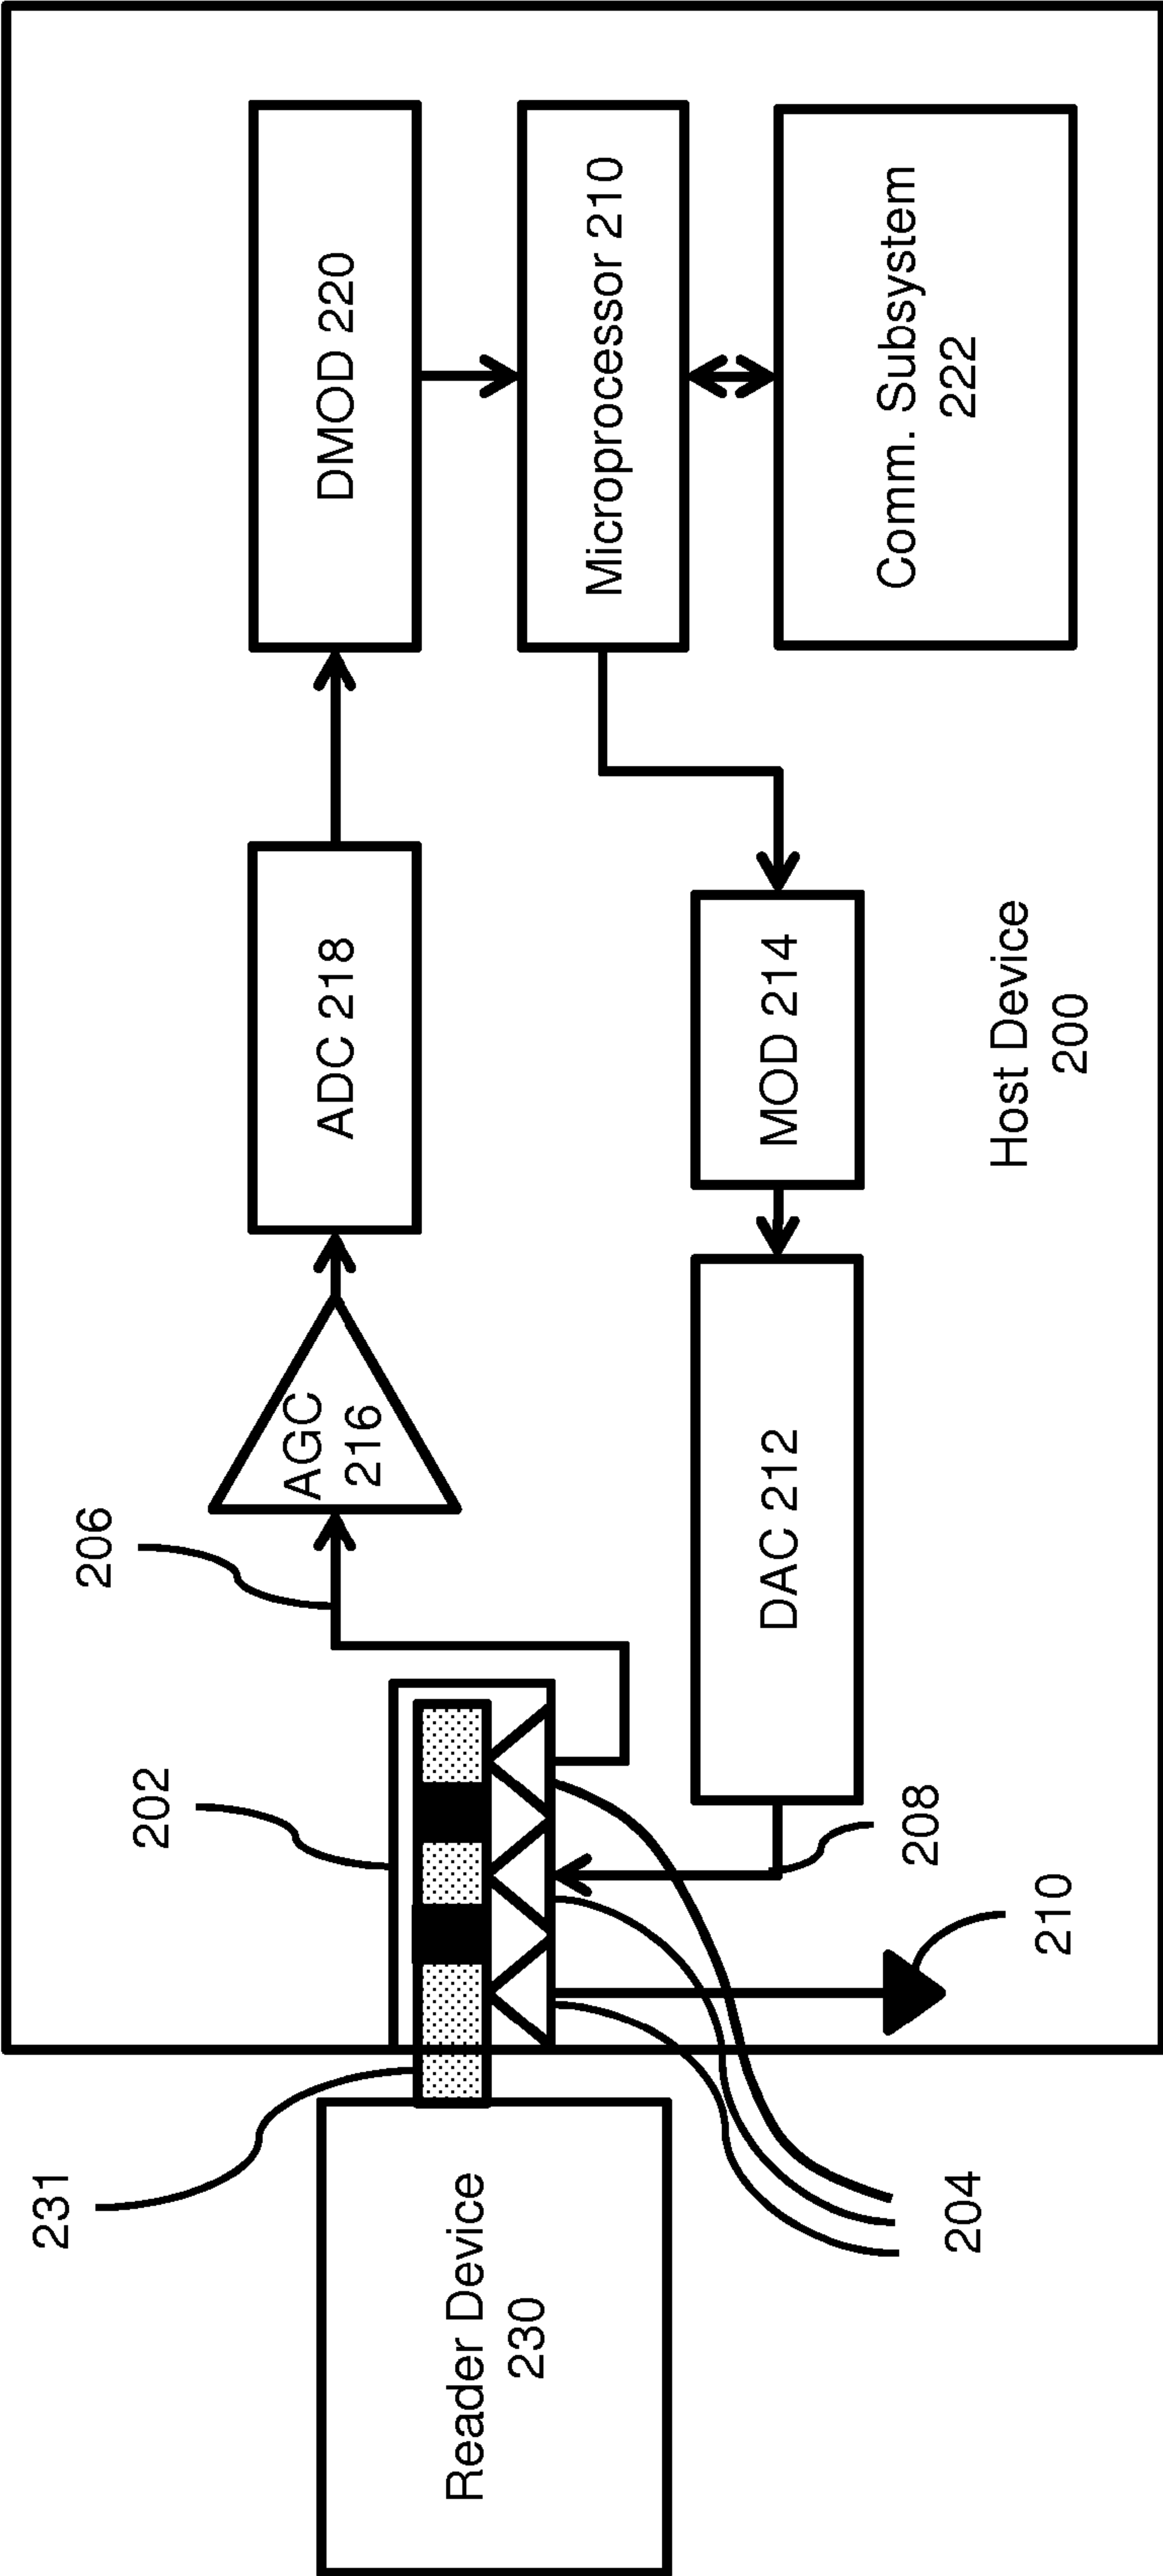 231
202
206
Reader Device
230
AGC
216
ADC 218
DMOD 220
Microprocessor 210
DAC 212
MOD 214
Comm. Subsystem
222
204
210
208
Host Device
200